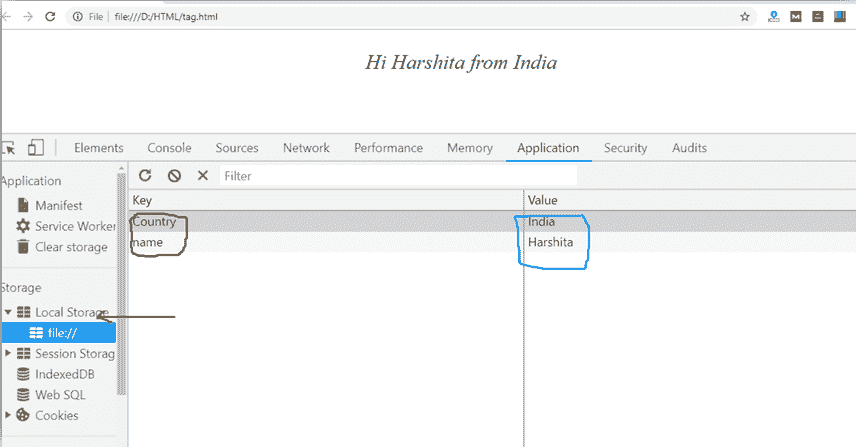 File | file:///D:/HTML/tag.html
Hi Harshita from India
Elements Console Sources Network Performance Memory Application Security Audits
Application
Filter
Manifest
Service Worker
Clear storage
Key Value
Country India
name Harshita
Storage
Local Storage
file://
Session Storag
IndexedDB
Web SQL
Cookies